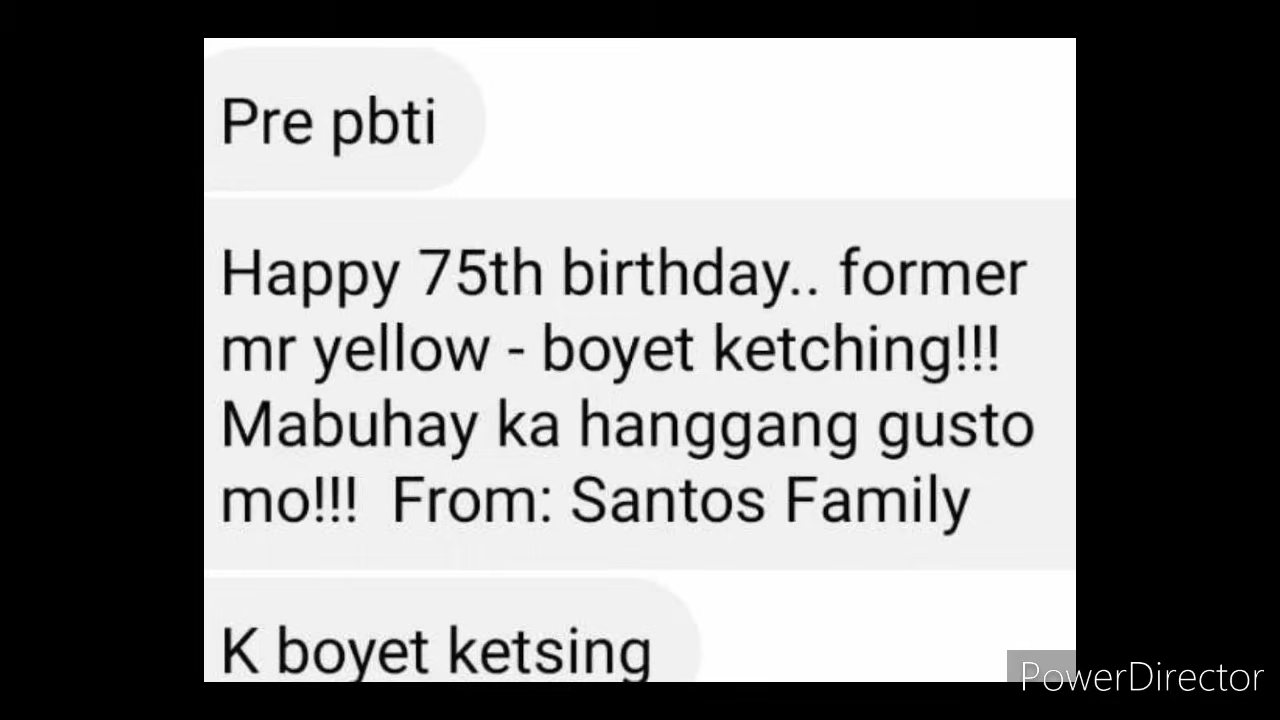 Pre pbti
Happy 75th birthday.. former
mr yellow - boyet ketching!!!
Mabuhay ka hanggang gusto
mo!!!  From: Santos Family
K boyet ketsing
PowerDirector